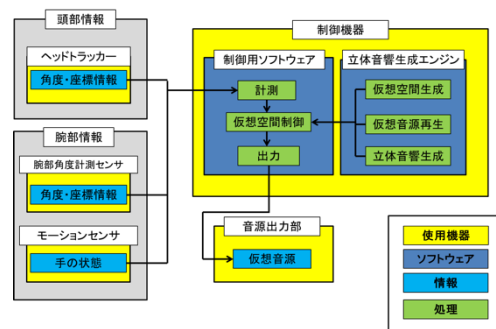 頭部情報
ヘッドトラッカー
角度・座標情報
腕部情報
腕部角度計測センサ
角度・座標情報
モーションセンサ
手の状態
制御機器
制御用ソフトウェア
計測
仮想空間制御
出力
立体音響生成エンジン
仮想空間生成
仮想音源再生
立体音響生成
音源出力部
仮想音源
使用機器
ソフトウェア
情報
処理